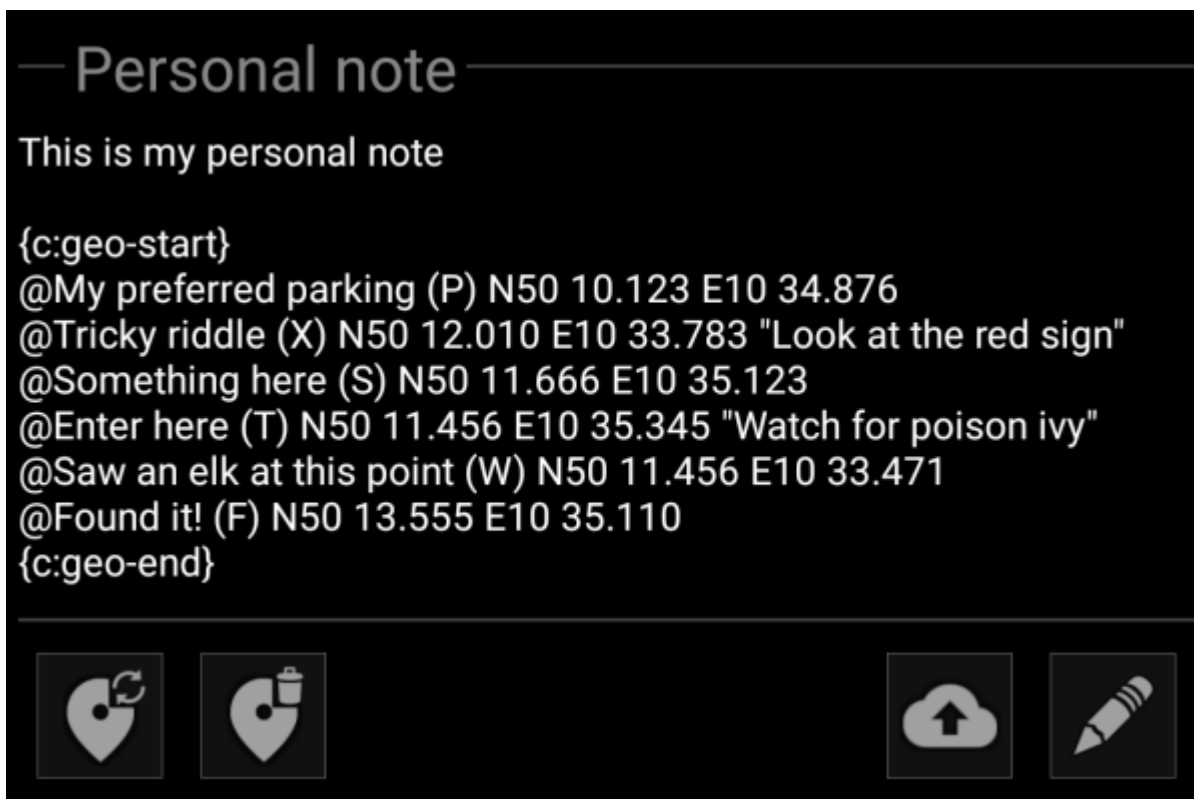 Personal note
This is my personal note
{c:geo-start}
@My preferred parking (P) N50 10.123 E10 34.876
@Tricky riddle (X) N50 12.010 E10 33.783 "Look at the red sign"
@Something here (S) N50 11.666 E10 35.123
@Enter here (T) N50 11.456 E10 35.345 "Watch for poison ivy"
@Saw an elk at this point (W) N50 11.456 E10 33.471
@Found it! (F) N50 13.555 E10 35.110
{c:geo-end}